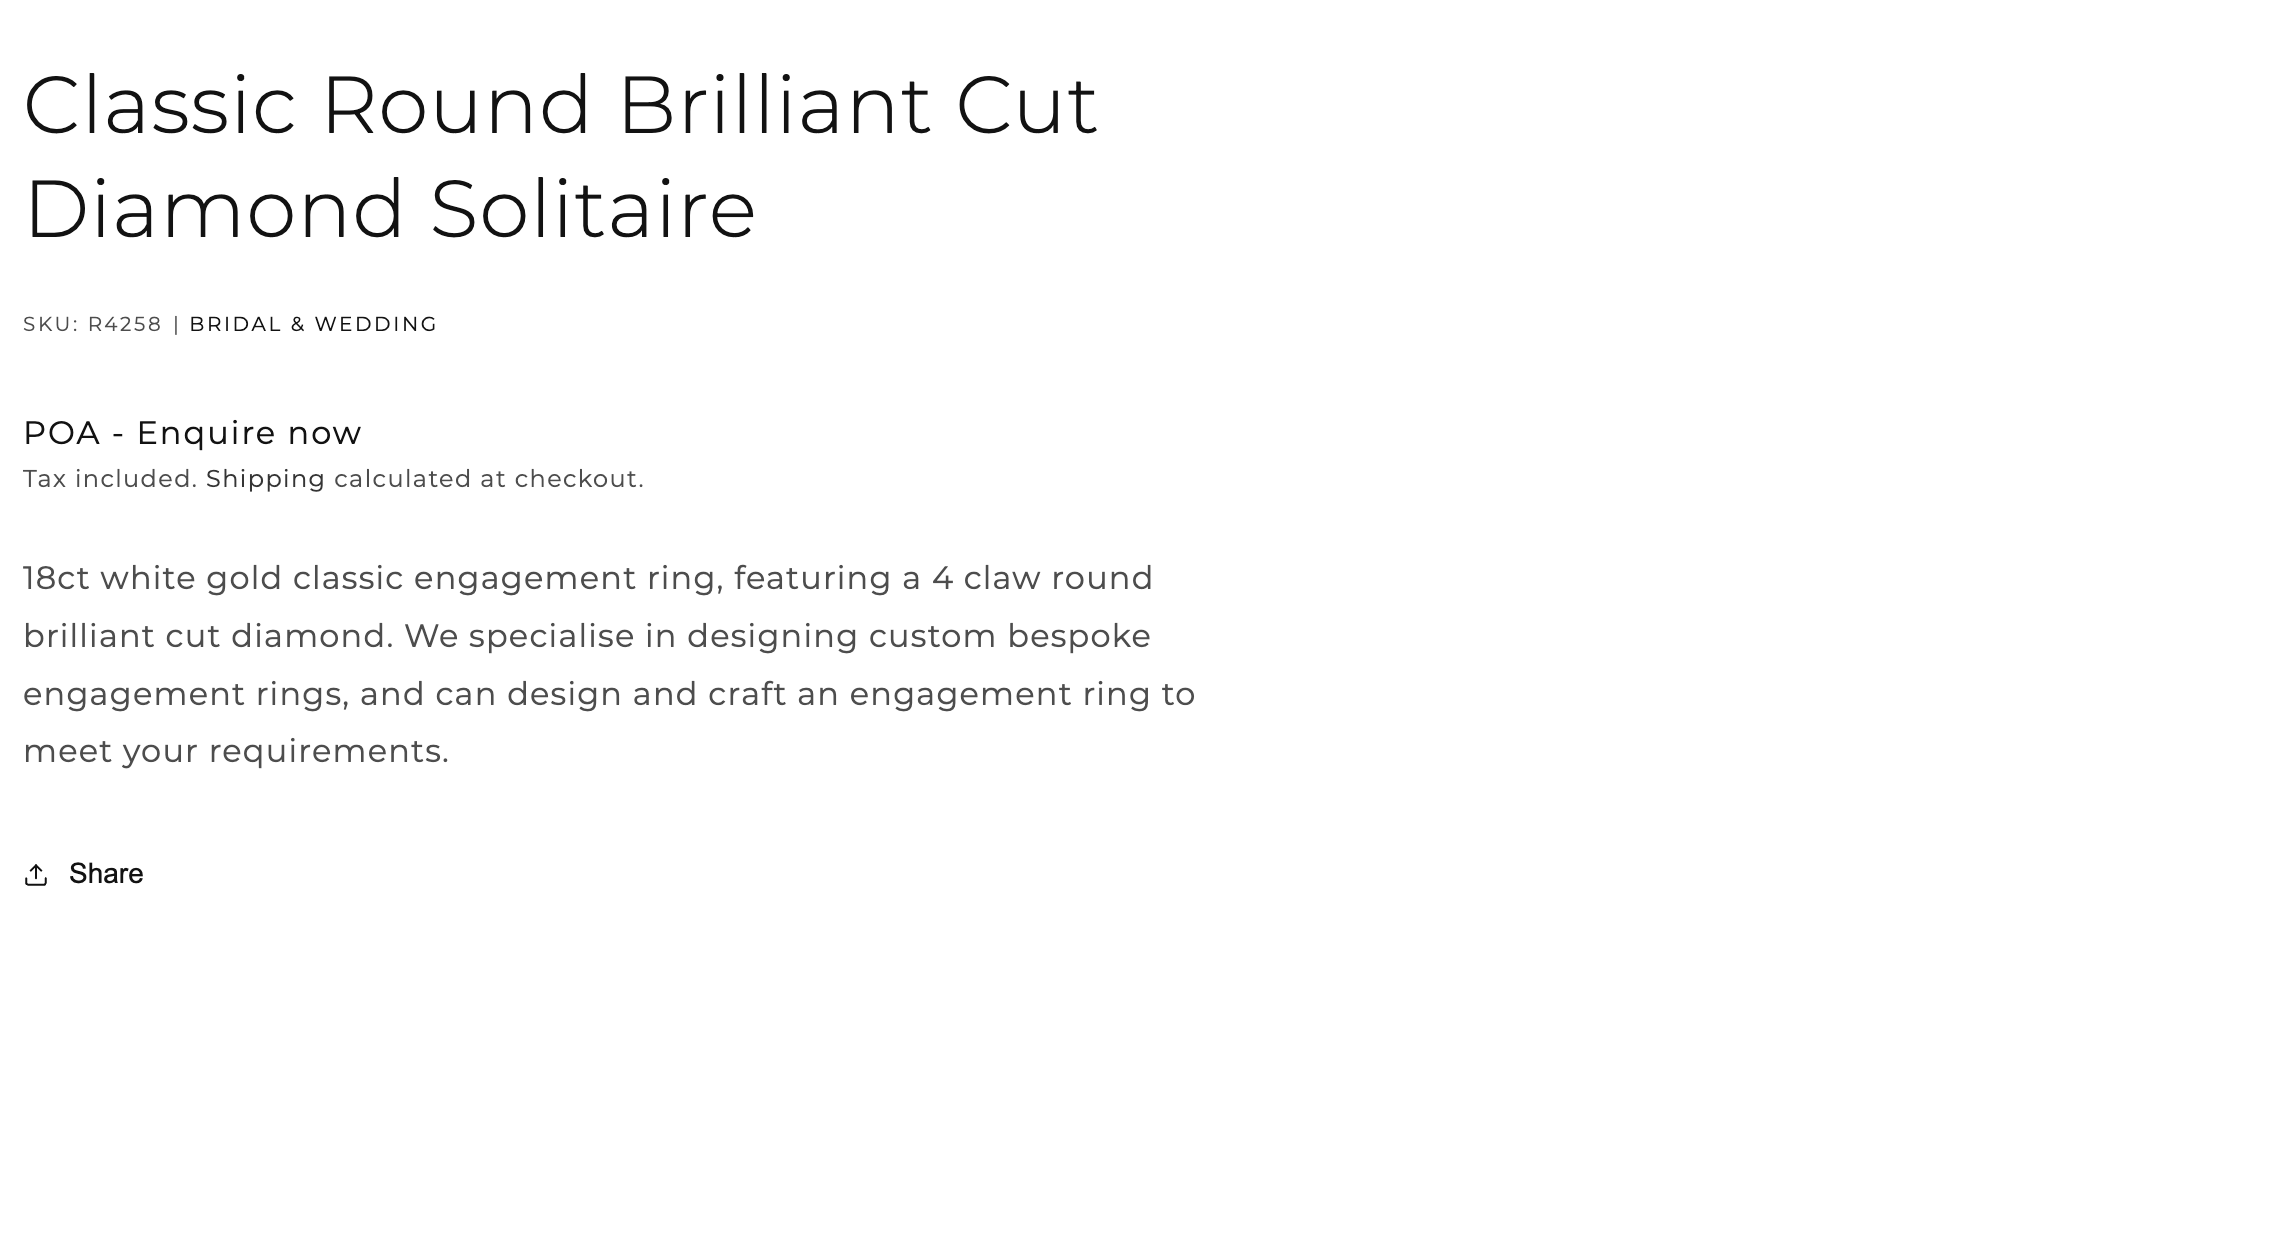 Classic Round Brilliant Cut
Diamond Solitaire
SKU: R4258 | BRIDAL & WEDDING
POA - Enquire now
Tax included. Shipping calculated at checkout.
18ct white gold classic engagement ring, featuring a 4 claw round
brilliant cut diamond. We specialise in designing custom bespoke
engagement rings, and can design and craft an engagement ring to
meet your requirements.
Share